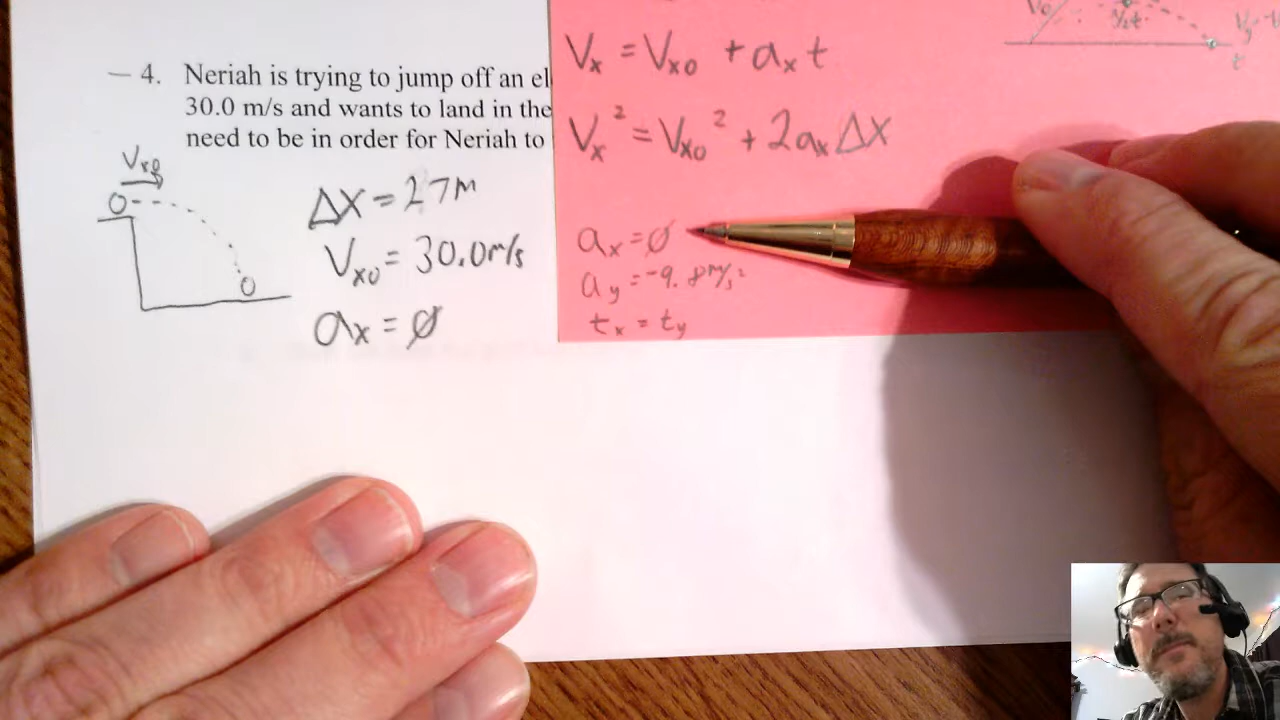 — 4. Neriah is trying to jump off an el
30.0 m/s and wants to land in the
need to be in order for Neriah to
Vx0
Δx = 27m
Vx0 = 30.0m/s
ax = ∅
Vx = Vx0 + ax t
Vx² = Vx0² + 2ax Δx
ax = ∅
ay = -9.8 m/s²
tx = ty
V0
t